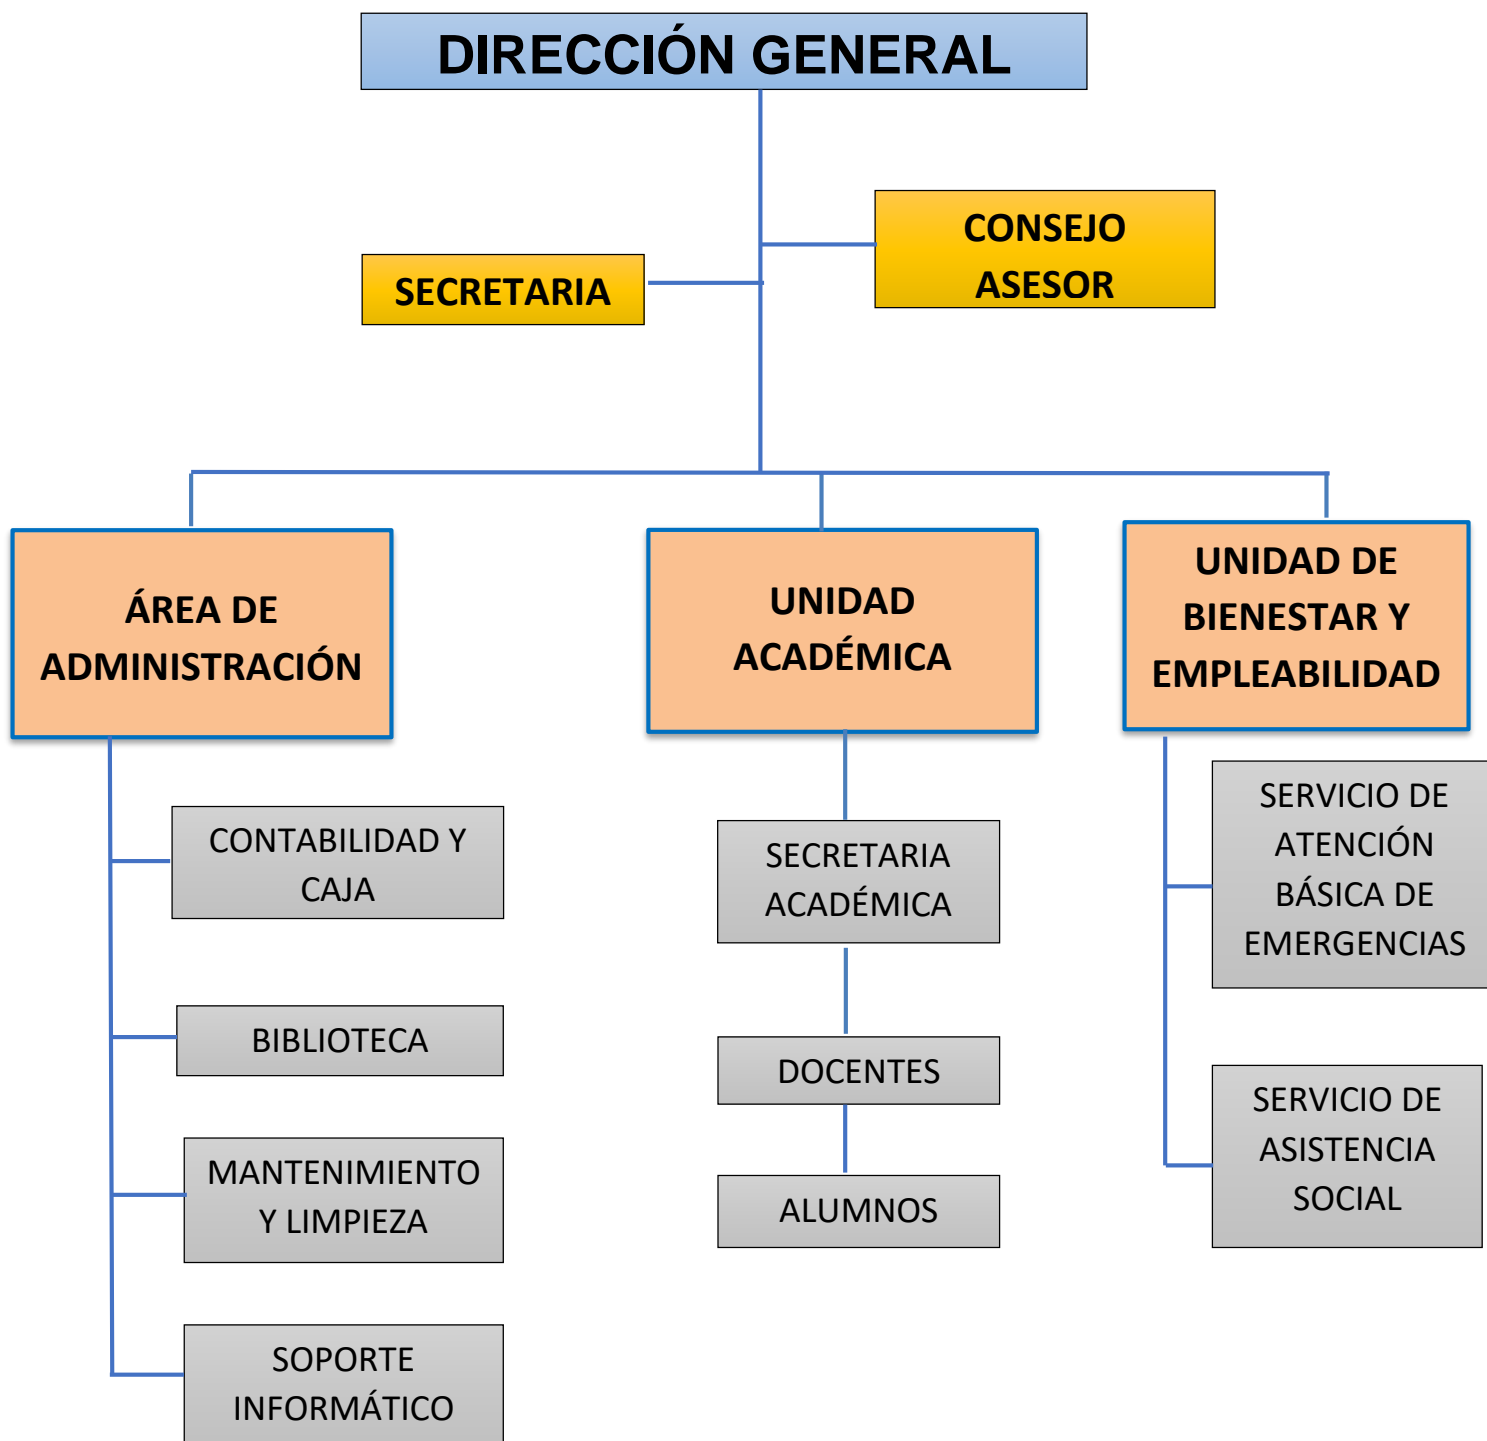 DIRECCIÓN GENERAL
CONSEJO
ASESOR
SECRETARIA
ÁREA DE
ADMINISTRACIÓN
UNIDAD
ACADÉMICA
UNIDAD DE
BIENESTAR Y
EMPLEABILIDAD
CONTABILIDAD Y
CAJA
BIBLIOTECA
MANTENIMIENTO
Y LIMPIEZA
SOPORTE
INFORMÁTICO
SECRETARIA
ACADÉMICA
DOCENTES
ALUMNOS
SERVICIO DE
ATENCIÓN
BÁSICA DE
EMERGENCIAS
SERVICIO DE
ASISTENCIA
SOCIAL